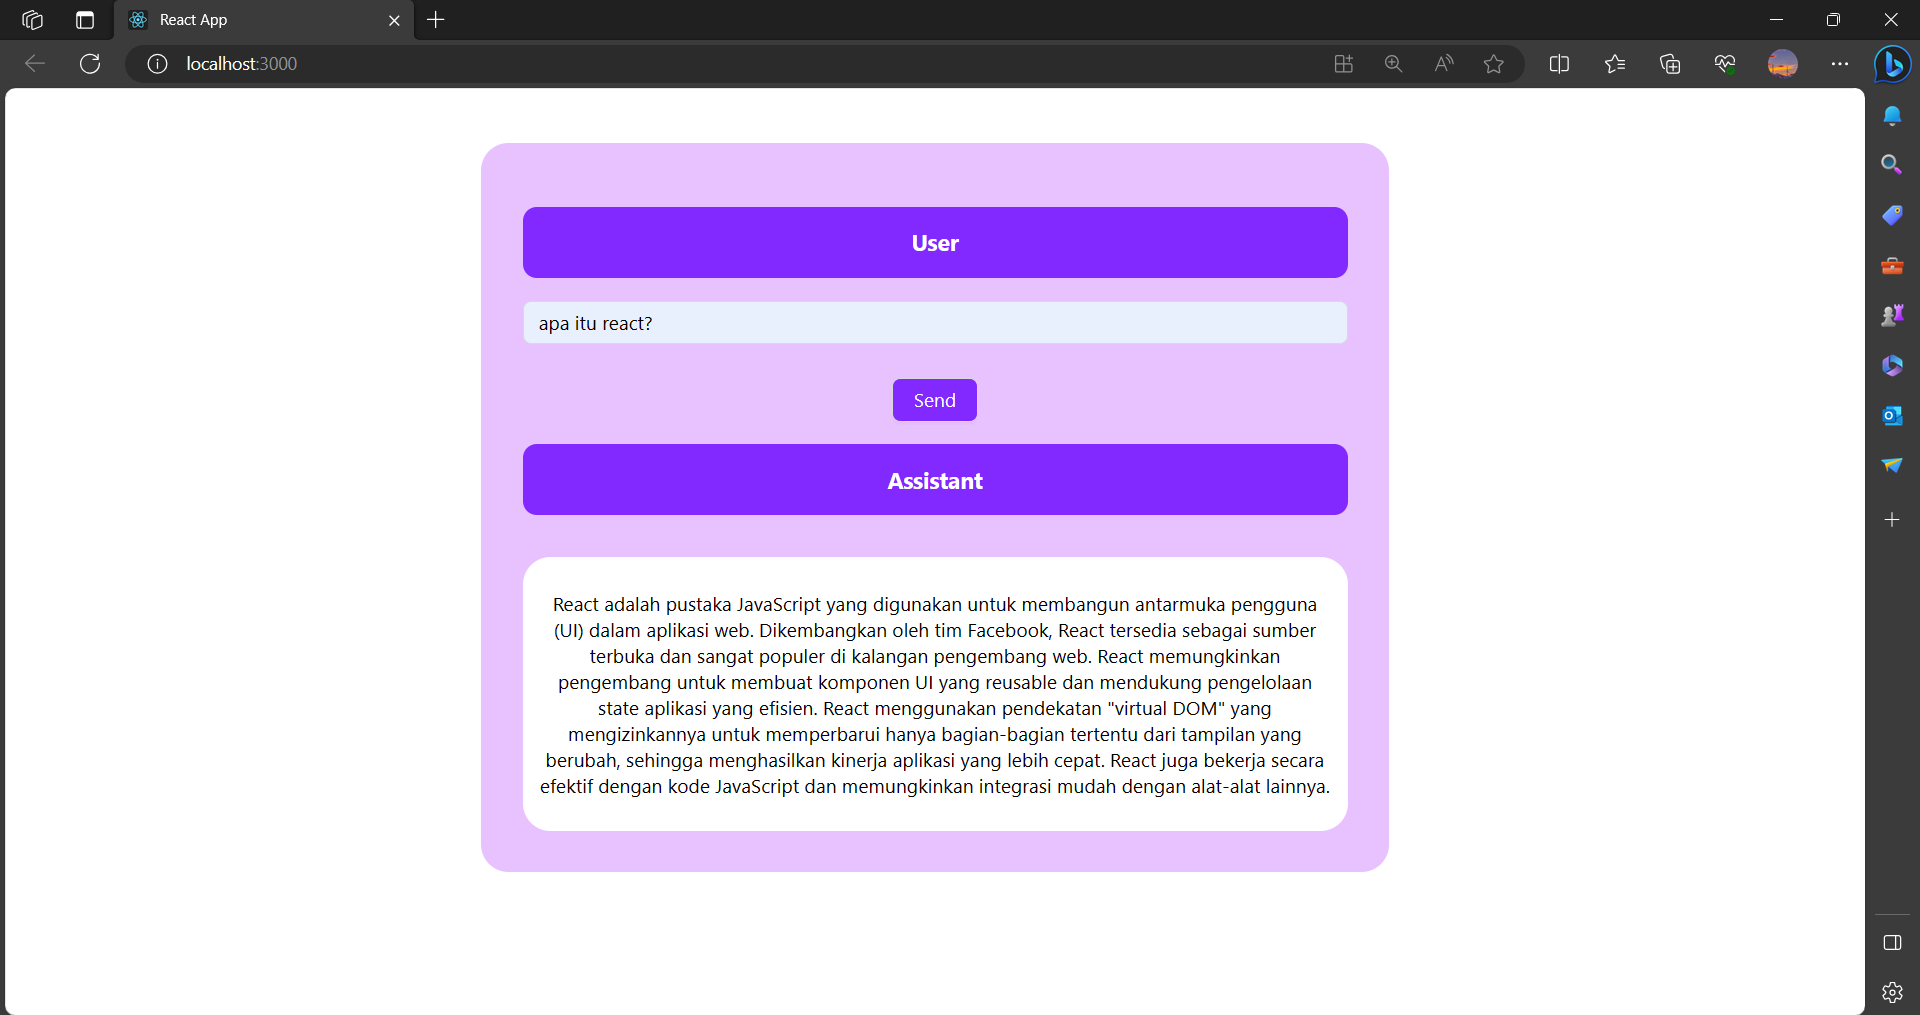 React App
localhost:3000
User
apa itu react?
Send
Assistant
React adalah pustaka JavaScript yang digunakan untuk membangun antarmuka pengguna
(UI) dalam aplikasi web. Dikembangkan oleh tim Facebook, React tersedia sebagai sumber
terbuka dan sangat populer di kalangan pengembang web. React memungkinkan
pengembang untuk membuat komponen UI yang reusable dan mendukung pengelolaan
state aplikasi yang efisien. React menggunakan pendekatan "virtual DOM" yang
mengizinkannya untuk memperbarui hanya bagian-bagian tertentu dari tampilan yang
berubah, sehingga menghasilkan kinerja aplikasi yang lebih cepat. React juga bekerja secara
efektif dengan kode JavaScript dan memungkinkan integrasi mudah dengan alat-alat lainnya.